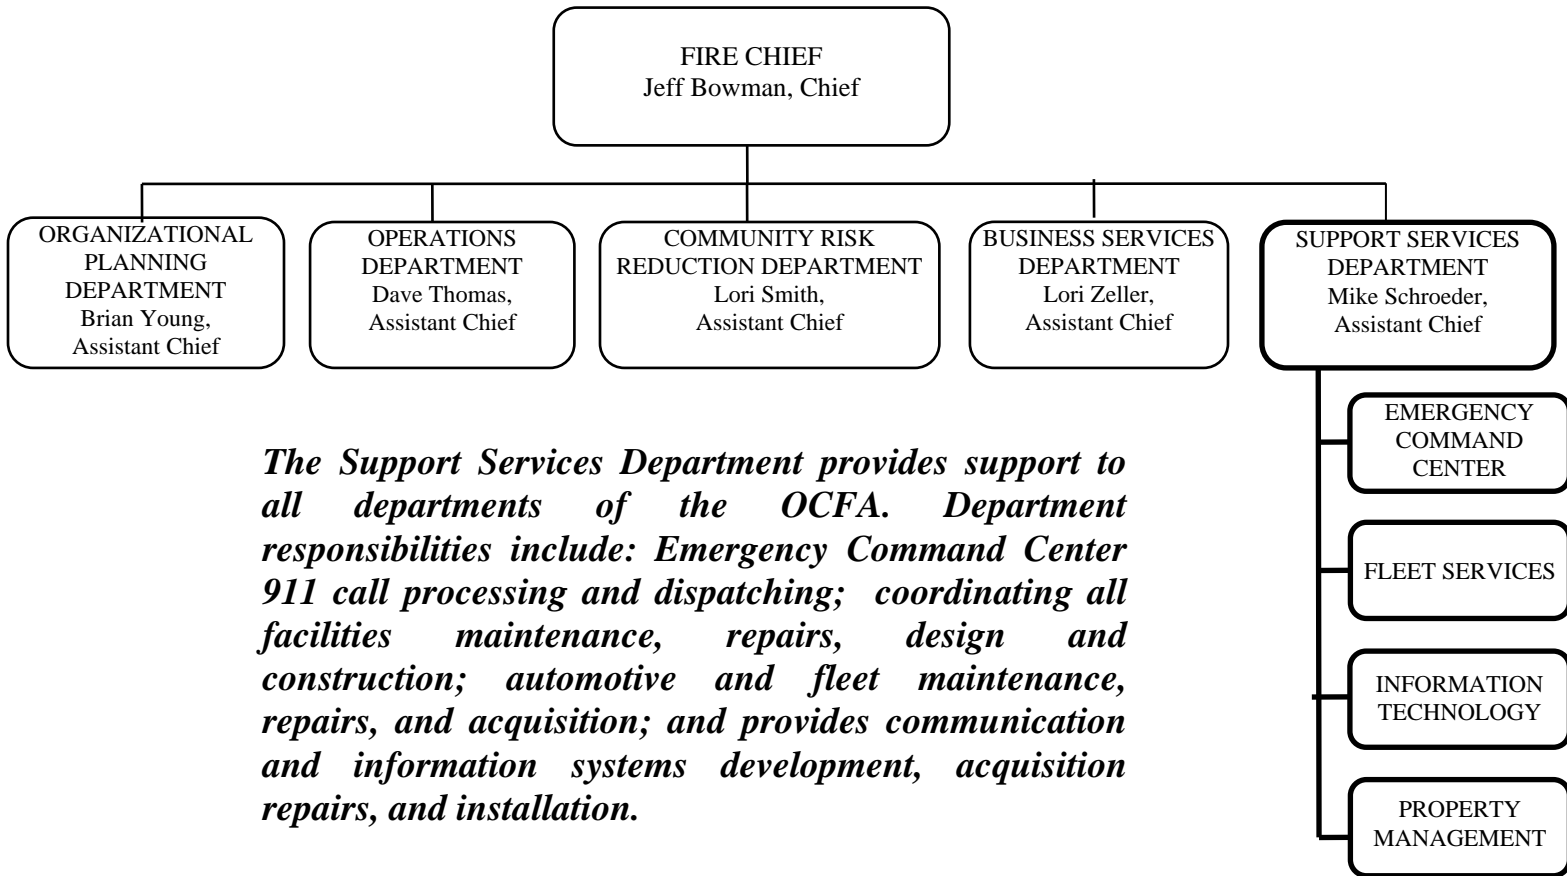 FIRE CHIEF
Jeff Bowman, Chief
ORGANIZATIONAL
PLANNING
DEPARTMENT
Brian Young,
Assistant Chief
OPERATIONS
DEPARTMENT
Dave Thomas,
Assistant Chief
COMMUNITY RISK
REDUCTION DEPARTMENT
Lori Smith,
Assistant Chief
BUSINESS SERVICES
DEPARTMENT
Lori Zeller,
Assistant Chief
SUPPORT SERVICES
DEPARTMENT
Mike Schroeder,
Assistant Chief
EMERGENCY
COMMAND
CENTER
FLEET SERVICES
INFORMATION
TECHNOLOGY
PROPERTY
MANAGEMENT
The Support Services Department provides support to
all departments of the OCFA. Department
responsibilities include: Emergency Command Center
911 call processing and dispatching; coordinating all
facilities maintenance, repairs, design and
construction; automotive and fleet maintenance,
repairs, and acquisition; and provides communication
and information systems development, acquisition
repairs, and installation.